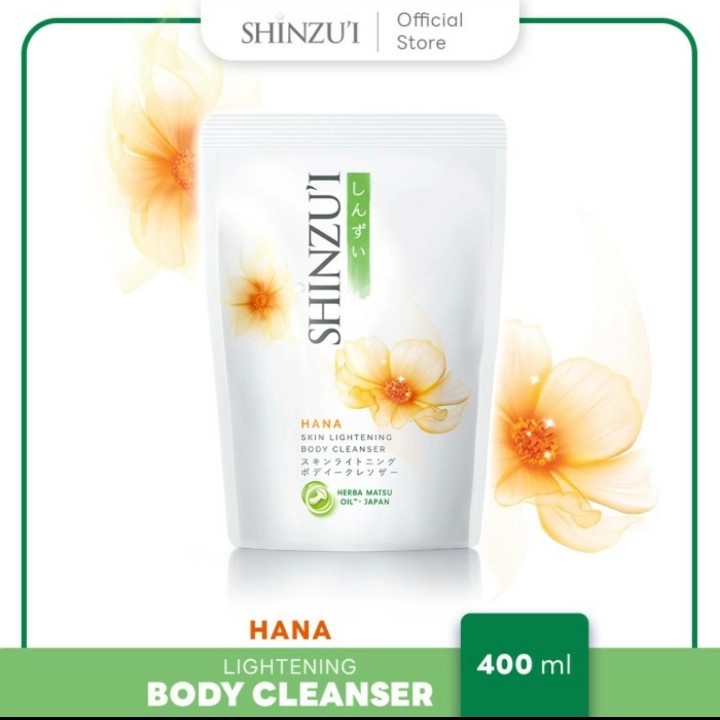 SHINZU'I
Official
Store
SHINZU'I
しんずい
HANA
SKIN LIGHTENING
BODY CLEANSER
スキンライトニング
ボデイークレソザー
HERBA MATSU
OIL™・JAPAN
HANA
LIGHTENING
BODY CLEANSER
400 ml